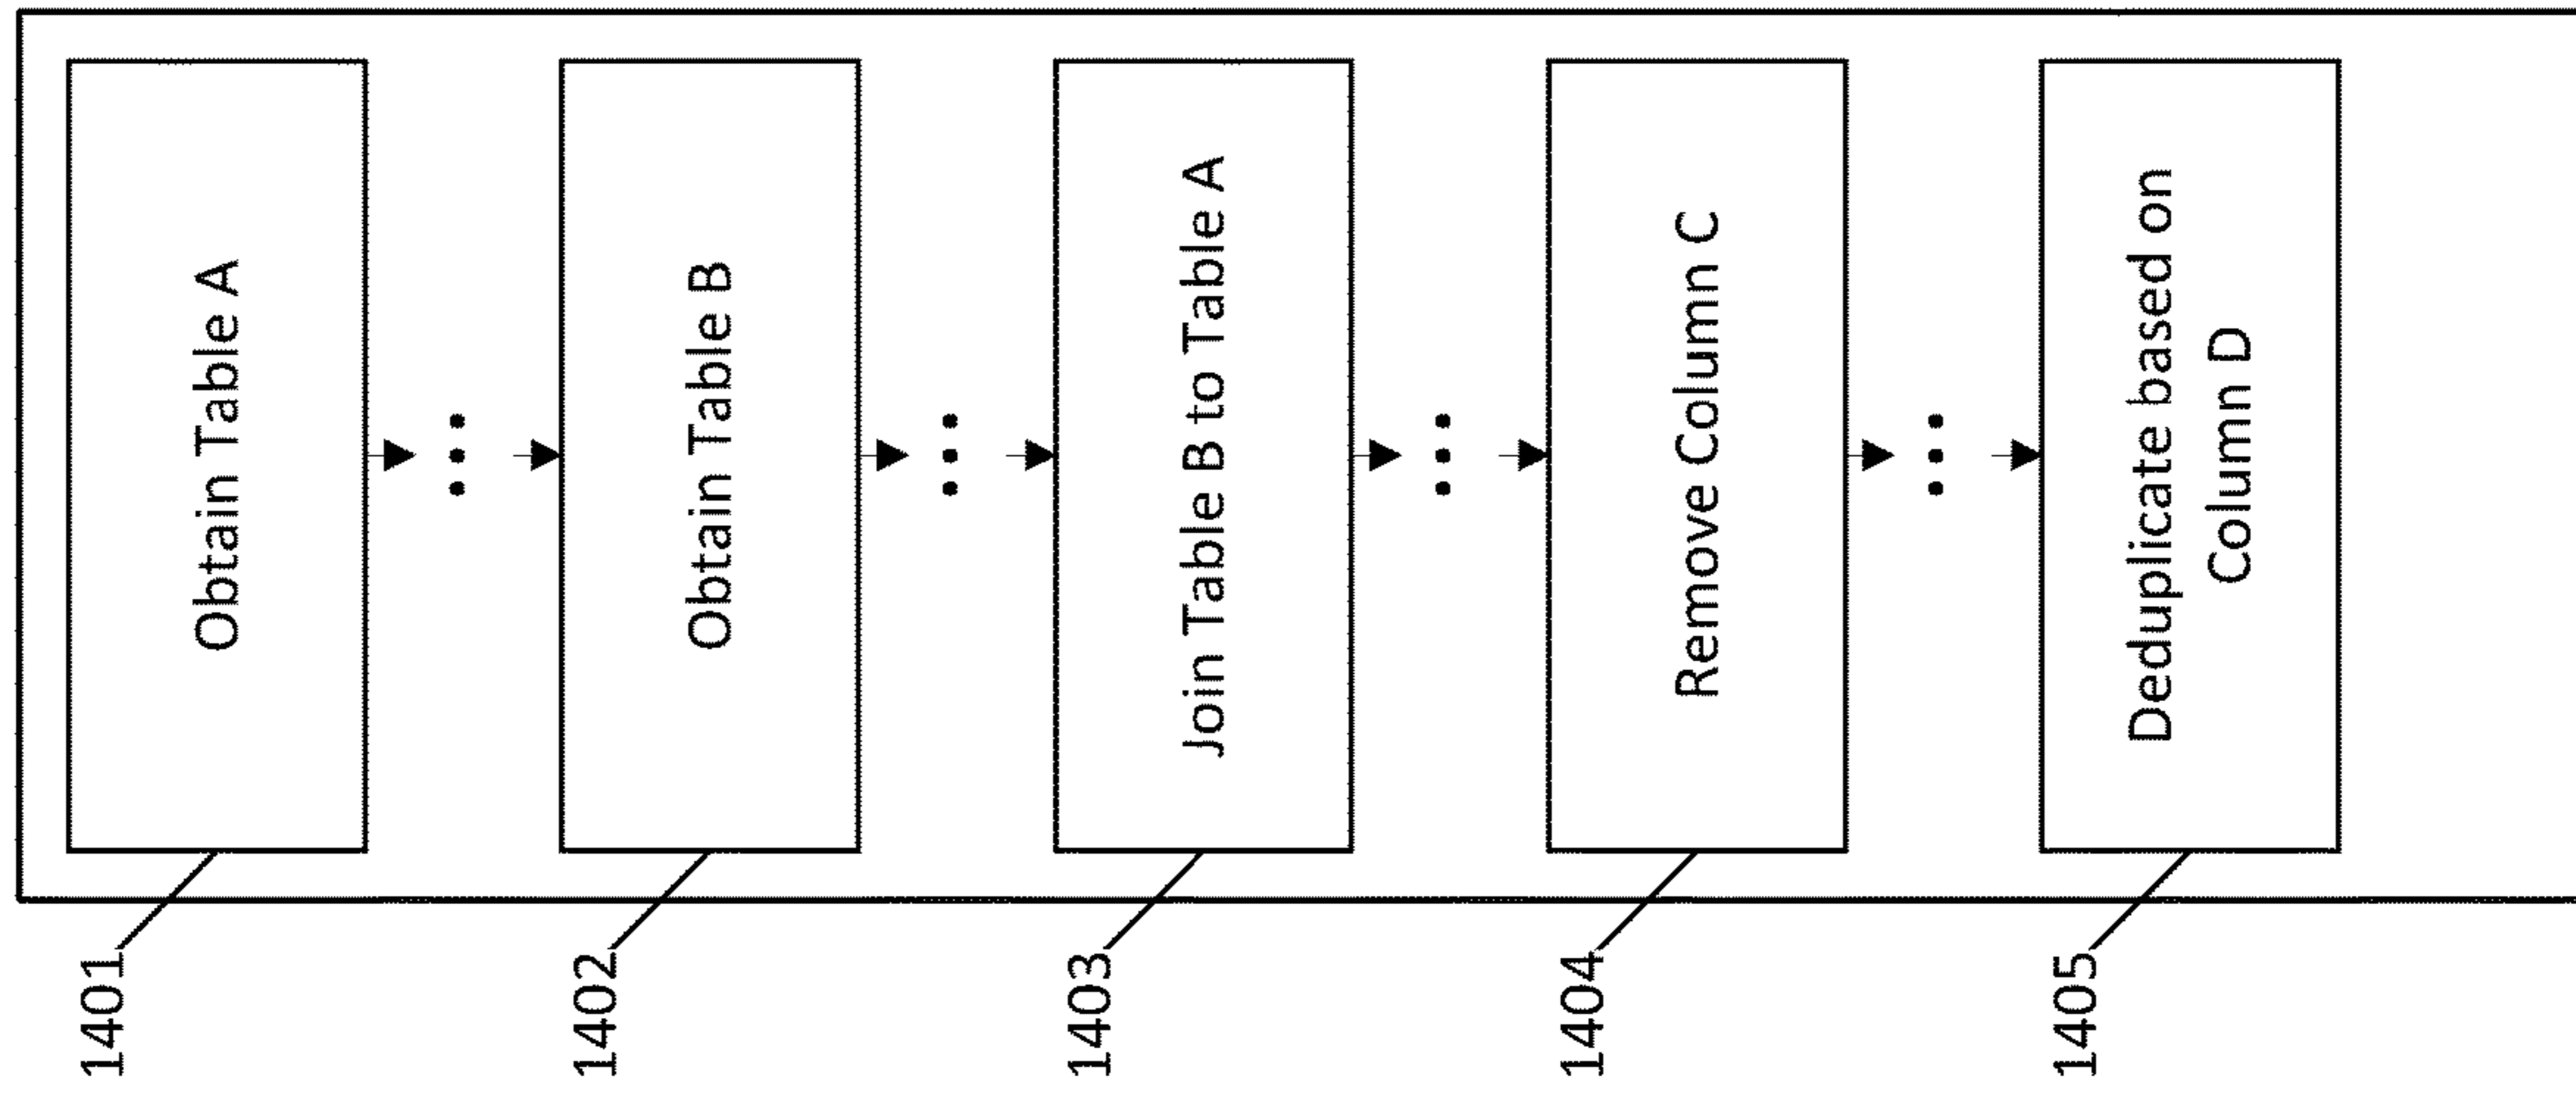 1401
Obtain Table A
1402
Obtain Table B
1403
Join Table B to Table A
1404
Remove Column C
1405
Deduplicate based on
Column D